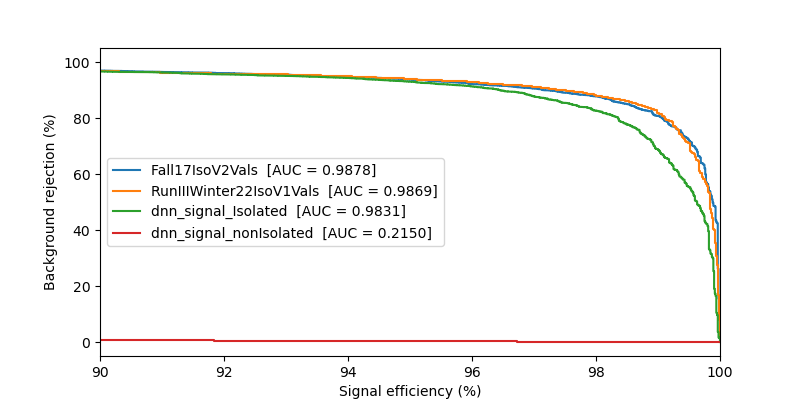 100
80
60
40
20
0
Background rejection (%)
Fall17IsoV2Vals [AUC = 0.9878]
RunIIIWinter22IsoV1Vals [AUC = 0.9869]
dnn_signal_Isolated [AUC = 0.9831]
dnn_signal_nonIsolated [AUC = 0.2150]
90 92 94 96 98 100
Signal efficiency (%)